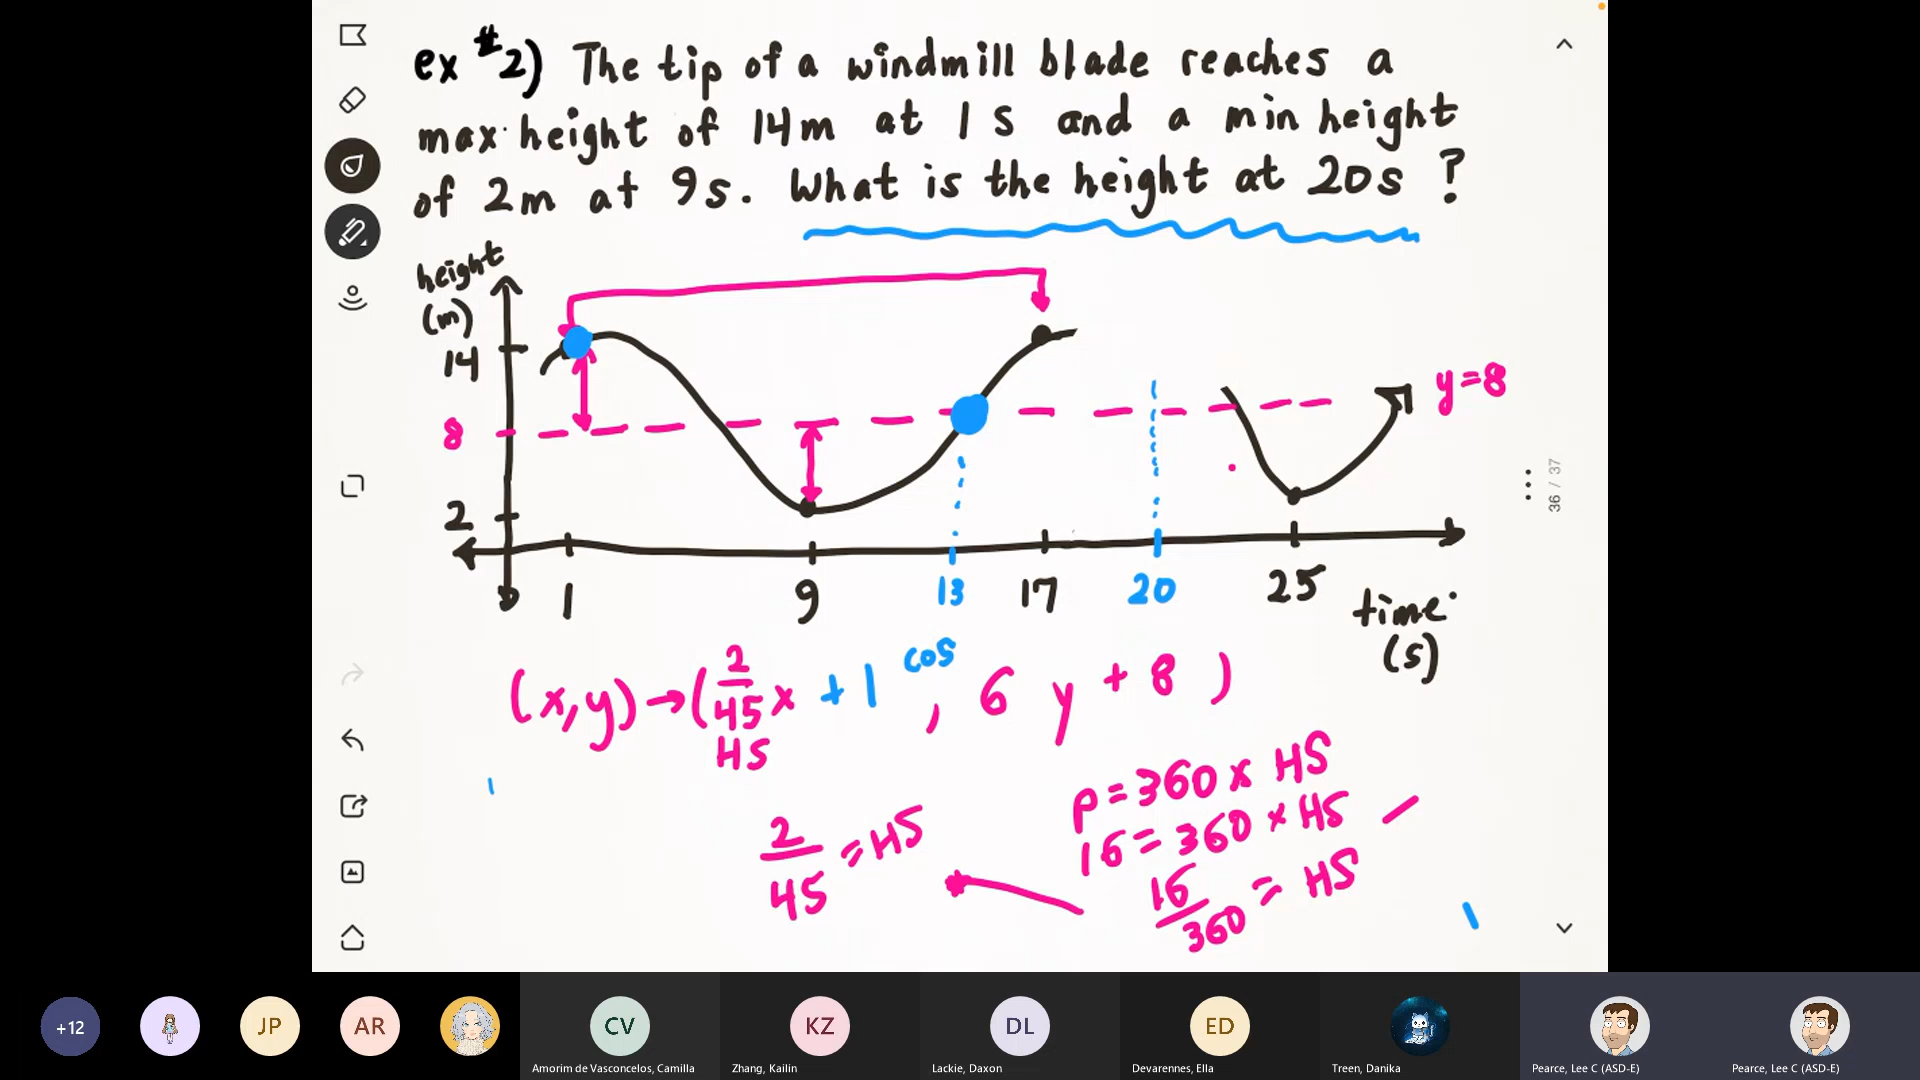 ex #2) The tip of a windmill blade reaches a
max height of 14m at 1 s and a min height
of 2m at 9s. What is the height at 20s ?
height
(m)
14
8
2
y=8
1
9
13
17
20
25
time
(s)
(x,y)→(2/45x +1, 6y + 8)
cos
HS
p=360x HS
16=360 x HS
16/360 = HS
2/45 = HS
36 / 37
+12
JP
AR
CV
KZ
DL
ED
Amorim de Vasconcelos, Camilla
Zhang, Kailin
Lackie, Daxon
Devarennes, Ella
Treen, Danika
Pearce, Lee C (ASD-E)
Pearce, Lee C (ASD-E)